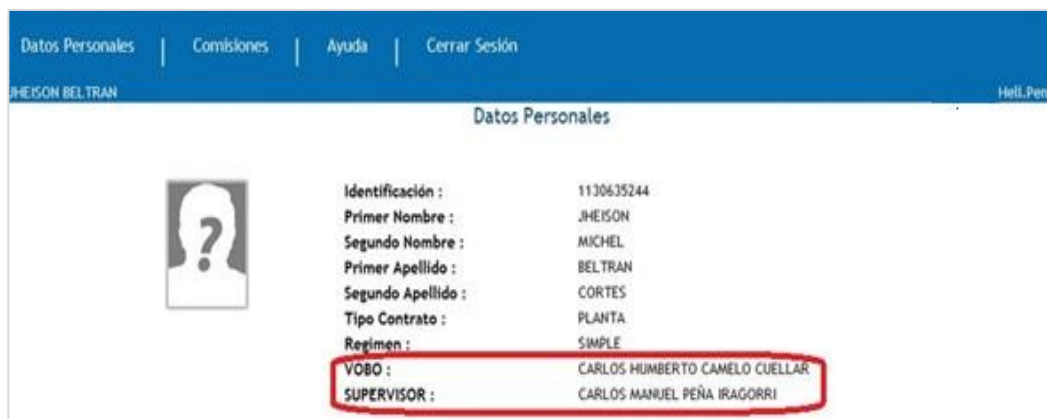 Datos Personales | Comisiones | Ayuda | Cerrar Sesión
JHEISON BELTRAN Heli.Pen
Datos Personales
Identificación : 1130635244
Primer Nombre : JHEISON
Segundo Nombre : MICHEL
Primer Apellido : BELTRAN
Segundo Apellido : CORTES
Tipo Contrato : PLANTA
Regimen : SIMPLE
VOBO : CARLOS HUMBERTO CAMELO CUELLAR
SUPERVISOR : CARLOS MANUEL PEÑA IRAGORRI